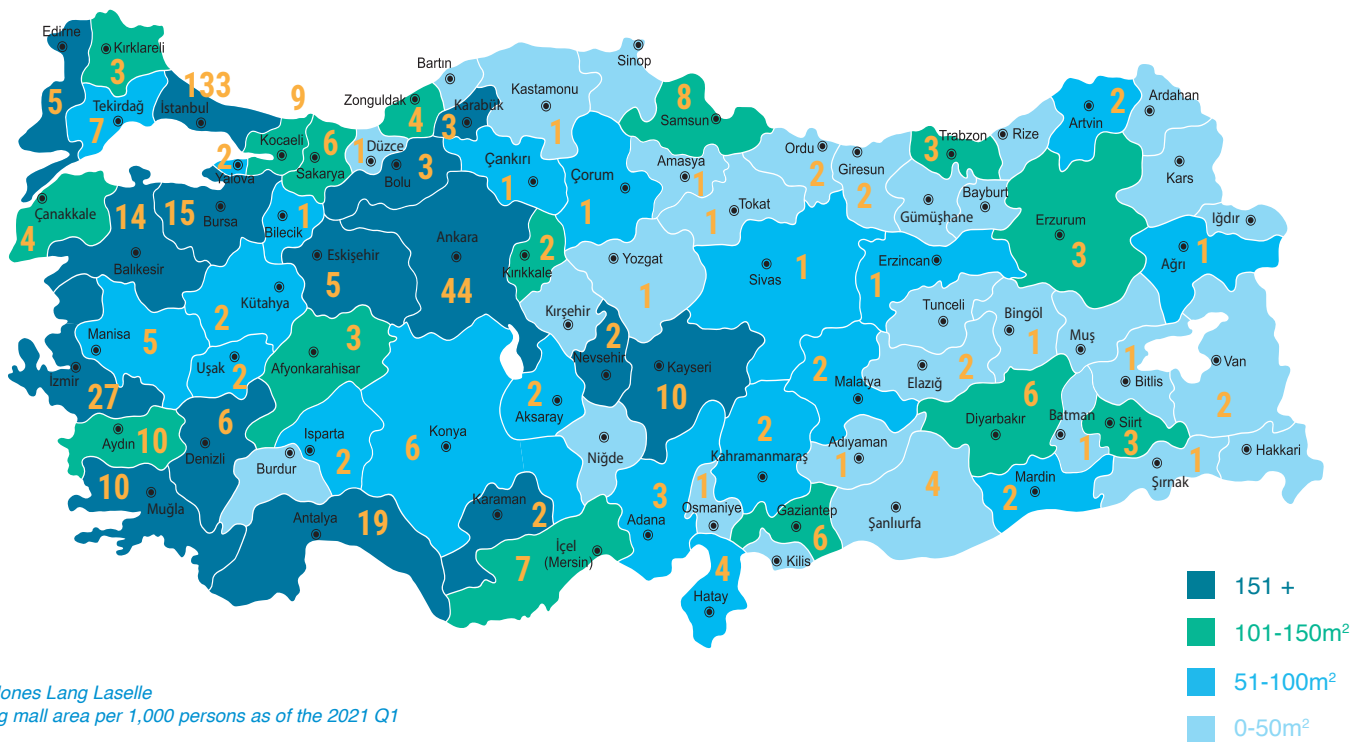 Edirne
Kırklareli
3
5
Tekirdağ
7
133
İstanbul
9
Kocaeli
6
Sakarya
2
Yalova
1
Düzce
Bolu
3
Zonguldak
4
Bartın
Karabük
3
Kastamonu
1
Sinop
8
Samsun
Çankırı
1
Çorum
1
Amasya
1
Tokat
1
Ordu
2
Giresun
2
Trabzon
3
Rize
Gümüşhane
Bayburt
Artvin
2
Ardahan
Kars
Iğdır
Ağrı
1
Erzurum
3
Erzincan
1
Sivas
1
Çanakkale
4
14
Balıkesir
15
Bursa
1
Bilecik
Eskişehir
5
Ankara
44
2
Kırıkkale
Yozgat
1
Kırşehir
2
Nevşehir
Kayseri
10
Kütahya
2
Manisa
5
Uşak
2
3
Afyonkarahisar
İzmir
27
Aydın
10
6
Denizli
10
Muğla
Isparta
2
Burdur
Antalya
19
Konya
6
2
Aksaray
Niğde
Karaman
2
İçel
(Mersin)
7
3
Adana
2
Kahramanmaraş
1
Osmaniye
4
Hatay
Gaziantep
6
Kilis
2
Malatya
Adıyaman
1
4
Şanlıurfa
Tunceli
Elazığ
2
Bingöl
1
Muş
1
Bitlis
Van
2
6
Diyarbakır
Batman
1
Siirt
3
Mardin
2
Şırnak
1
Hakkari
151 +
101-150m²
51-100m²
0-50m²
Jones Lang Laselle
g mall area per 1,000 persons as of the 2021 Q1